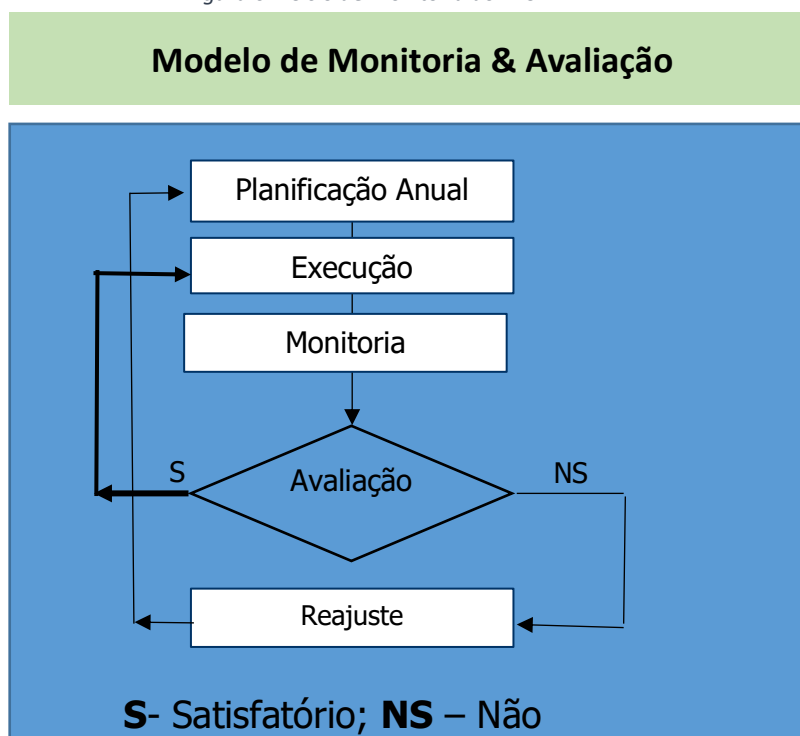 Modelo de Monitoria & Avaliação
Planificação Anual
Execução
Monitoria
S
Avaliação
NS
Reajuste
S- Satisfatório; NS – Não